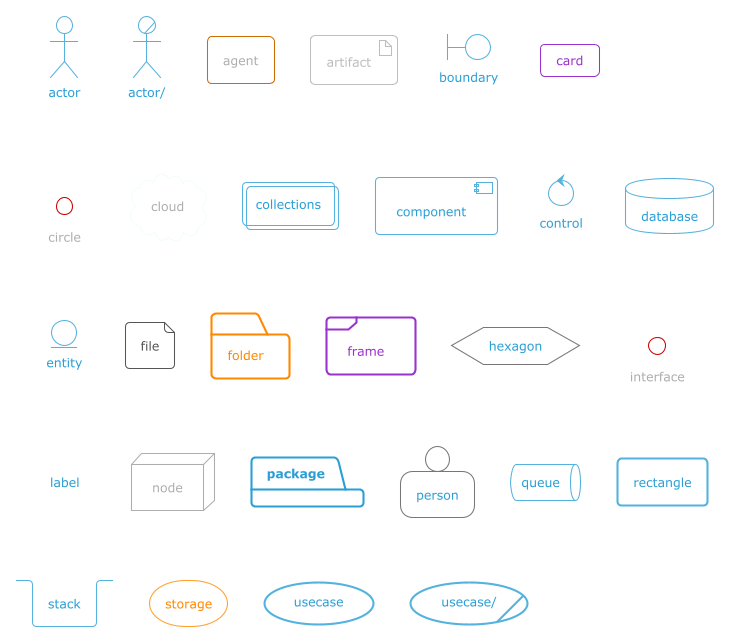 actor
actor/
agent
artifact
boundary
card
circle
cloud
collections
component
control
database
entity
file
folder
frame
hexagon
interface
label
node
package
person
queue
rectangle
stack
storage
usecase
usecase/